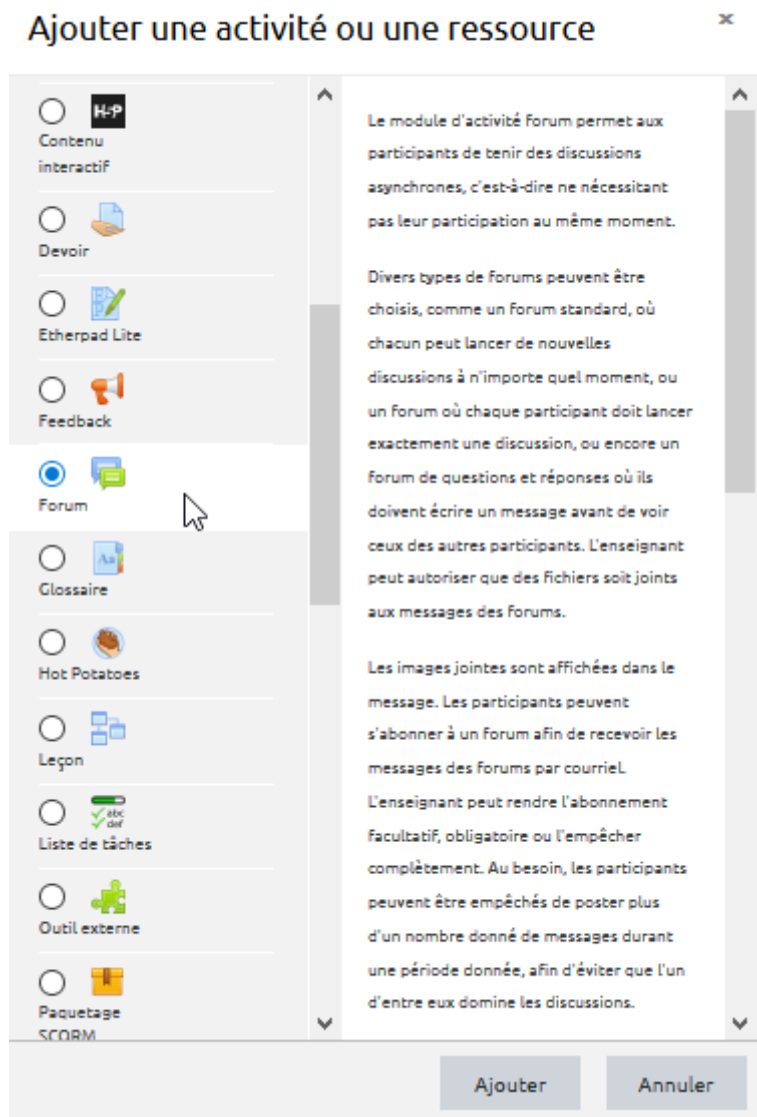 Ajouter une activité ou une ressource
×
H-P
Contenu
interactif
Devoir
Etherpad Lite
Feedback
Forum
Aa
Glossaire
Hot Potatoes
Leçon
abc
def
Liste de tâches
Outil externe
Paquetage
SCORM
Le module d'activité forum permet aux
participants de tenir des discussions
asynchrones, c'est-à-dire ne nécessitant
pas leur participation au même moment.
Divers types de forums peuvent être
choisis, comme un forum standard, où
chacun peut lancer de nouvelles
discussions à n'importe quel moment, ou
un forum où chaque participant doit lancer
exactement une discussion, ou encore un
forum de questions et réponses où ils
doivent écrire un message avant de voir
ceux des autres participants. L'enseignant
peut autoriser que des fichiers soit joints
aux messages des forums.
Les images jointes sont affichées dans le
message. Les participants peuvent
s'abonner à un forum afin de recevoir les
messages des forums par courriel.
L'enseignant peut rendre l'abonnement
facultatif, obligatoire ou l'empêcher
complètement. Au besoin, les participants
peuvent être empêchés de poster plus
d'un nombre donné de messages durant
une période donnée, afin d'éviter que l'un
d'entre eux domine les discussions.
Ajouter
Annuler